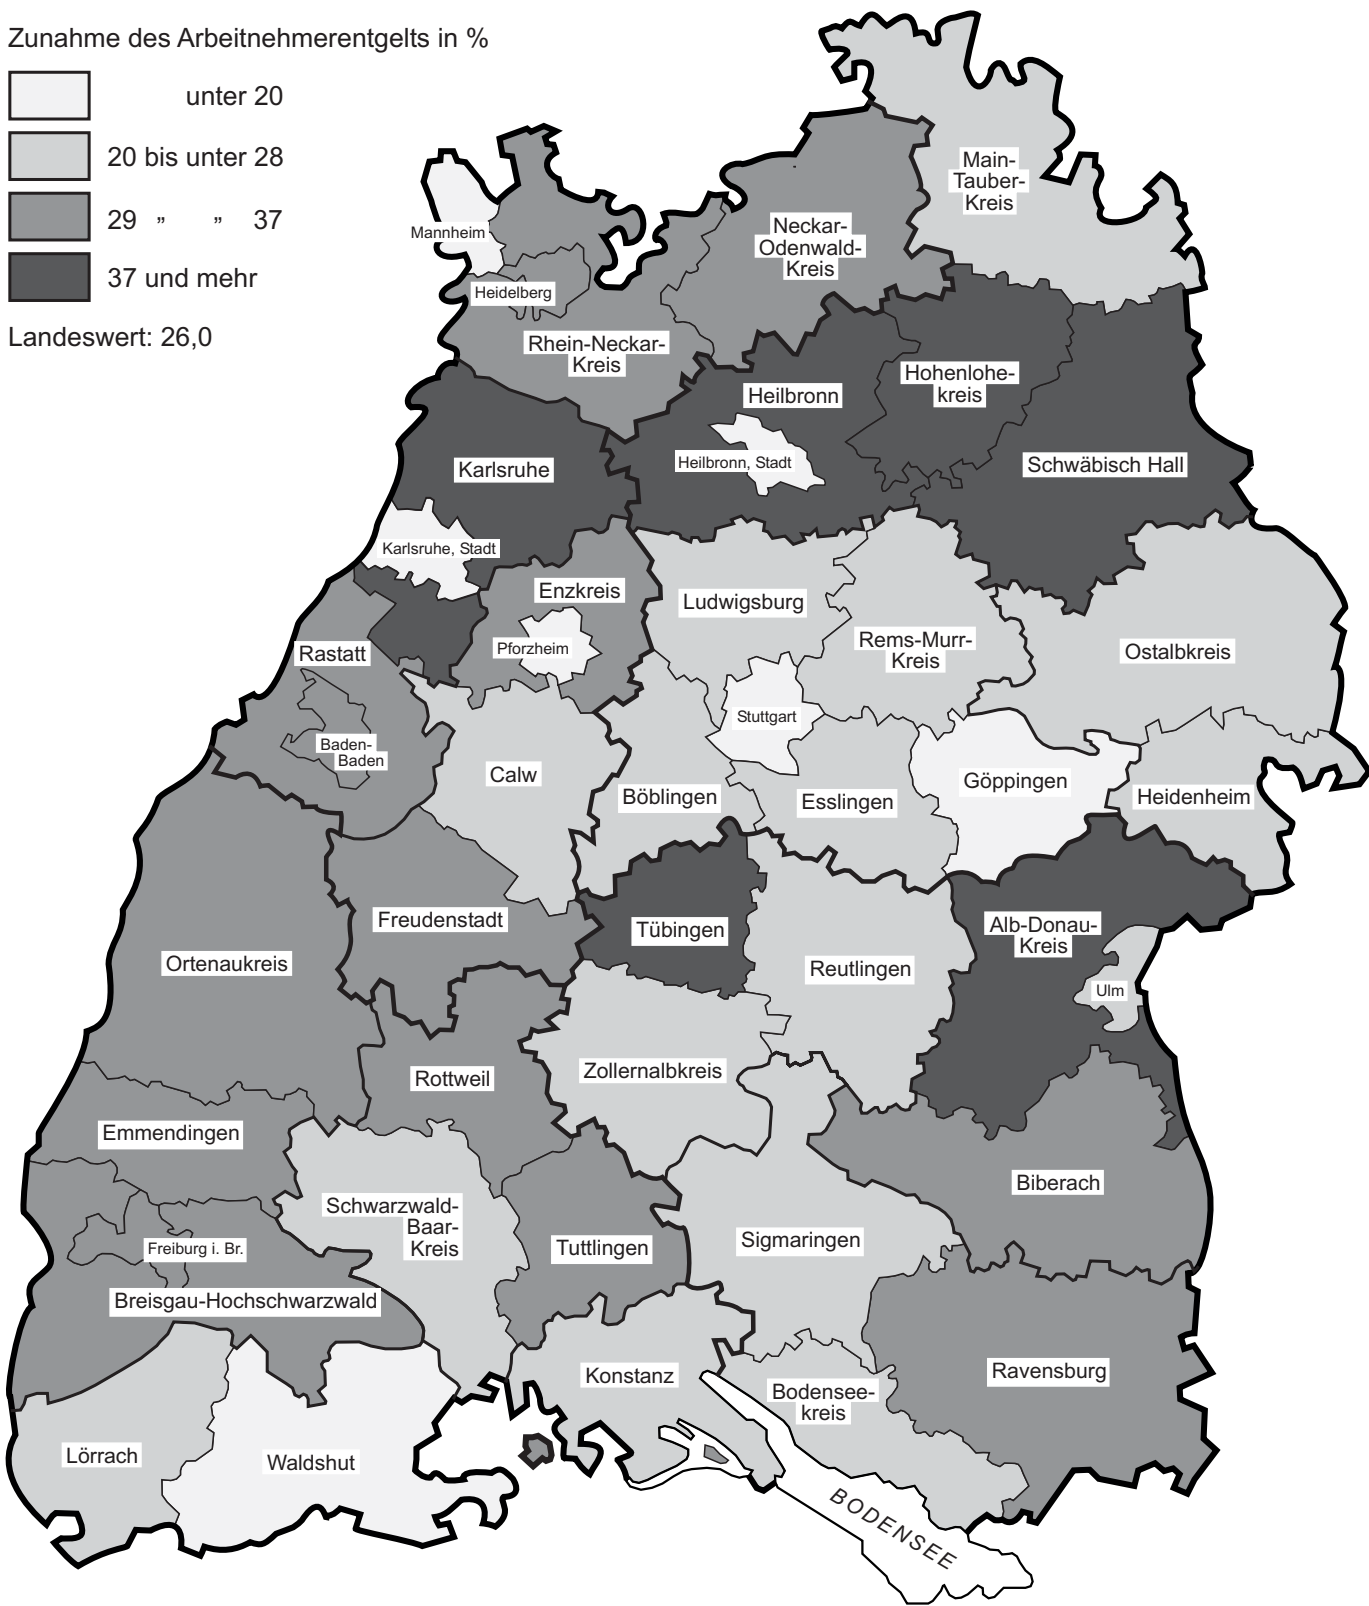 Zunahme des Arbeitnehmerentgelts in %
unter 20
20 bis unter 28
29 „ „ 37
37 und mehr
Landeswert: 26,0
Main-
Tauber-
Kreis
Mannheim
Neckar-
Odenwald-
Kreis
Heidelberg
Rhein-Neckar-
Kreis
Hohenlohe-
kreis
Heilbronn
Heilbronn, Stadt
Schwäbisch Hall
Karlsruhe
Karlsruhe, Stadt
Enzkreis
Ludwigsburg
Rems-Murr-
Kreis
Ostalbkreis
Rastatt
Pforzheim
Stuttgart
Baden-
Baden
Calw
Böblingen
Esslingen
Göppingen
Heidenheim
Freudenstadt
Tübingen
Alb-Donau-
Kreis
Ortenaukreis
Reutlingen
Ulm
Rottweil
Zollernalbkreis
Emmendingen
Biberach
Schwarzwald-
Baar-
Kreis
Freiburg i. Br.
Tuttlingen
Sigmaringen
Breisgau-Hochschwarzwald
Konstanz
Bodensee-
kreis
Ravensburg
Lörrach
Waldshut
BODENSEE